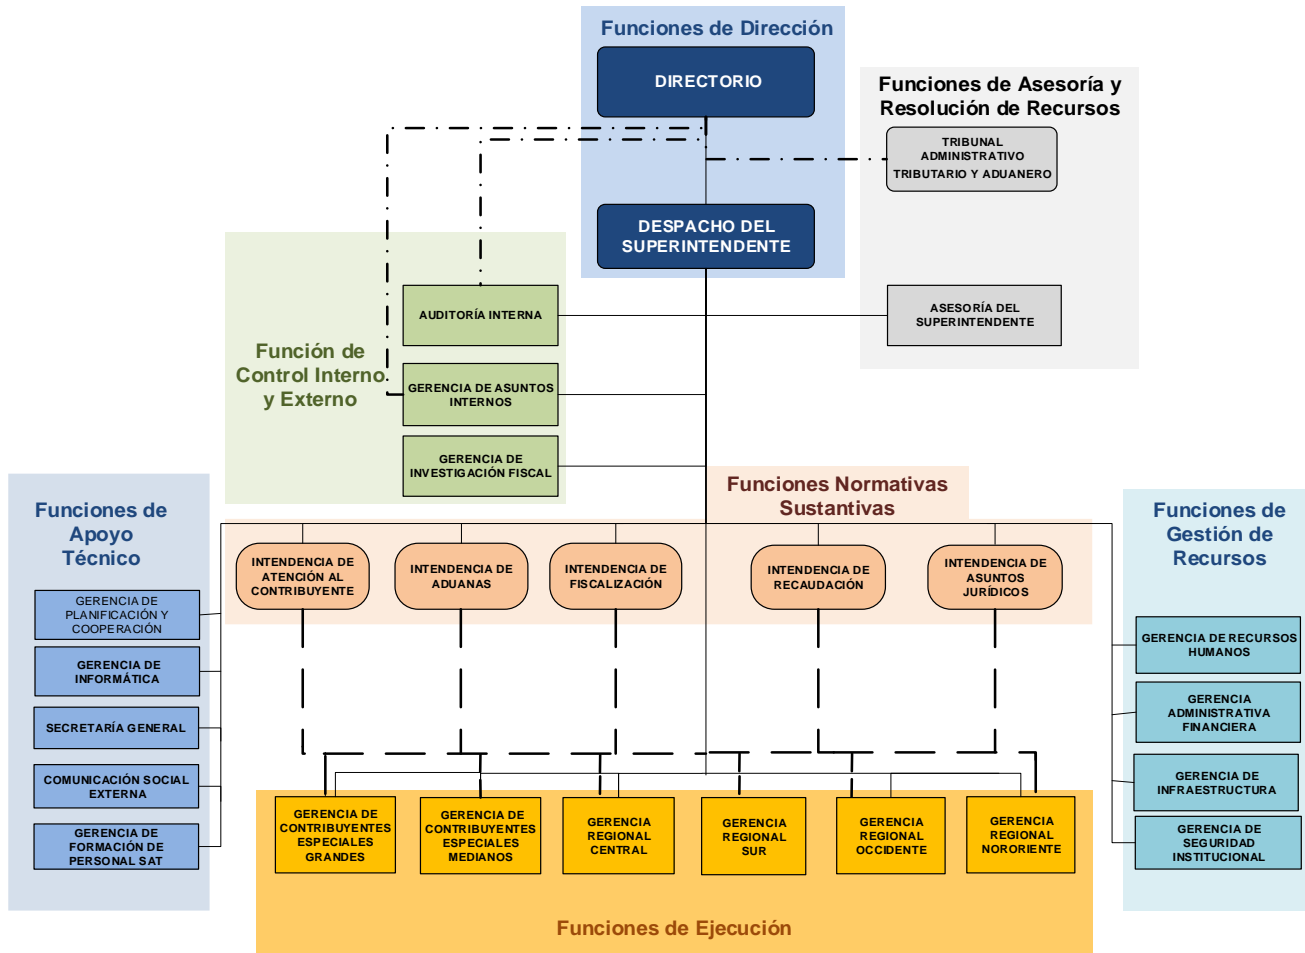 Funciones de Dirección
DIRECTORIO
Funciones de Asesoría y
Resolución de Recursos
TRIBUNAL
ADMINISTRATIVO
TRIBUTARIO Y ADUANERO
DESPACHO DEL
SUPERINTENDENTE
AUDITORÍA INTERNA
ASESORÍA DEL
SUPERINTENDENTE
Función de
Control Interno
y Externo
GERENCIA DE ASUNTOS
INTERNOS
GERENCIA DE
INVESTIGACIÓN FISCAL
Funciones Normativas
Sustantivas
Funciones de
Apoyo
Técnico
Funciones de
Gestión de
Recursos
INTENDENCIA DE
ATENCIÓN AL
CONTRIBUYENTE
INTENDENCIA DE
ADUANAS
INTENDENCIA DE
FISCALIZACIÓN
INTENDENCIA DE
RECAUDACIÓN
INTENDENCIA DE
ASUNTOS
JURÍDICOS
GERENCIA DE
PLANIFICACIÓN Y
COOPERACIÓN
GERENCIA DE
INFORMÁTICA
SECRETARÍA GENERAL
COMUNICACIÓN SOCIAL
EXTERNA
GERENCIA DE
FORMACIÓN DE
PERSONAL SAT
GERENCIA DE RECURSOS
HUMANOS
GERENCIA
ADMINISTRATIVA
FINANCIERA
GERENCIA DE
INFRAESTRUCTURA
GERENCIA DE
SEGURIDAD
INSTITUCIONAL
GERENCIA DE
CONTRIBUYENTES
ESPECIALES
GRANDES
GERENCIA DE
CONTRIBUYENTES
ESPECIALES
MEDIANOS
GERENCIA
REGIONAL
CENTRAL
GERENCIA
REGIONAL
SUR
GERENCIA
REGIONAL
OCCIDENTE
GERENCIA
REGIONAL
NORORIENTE
Funciones de Ejecución